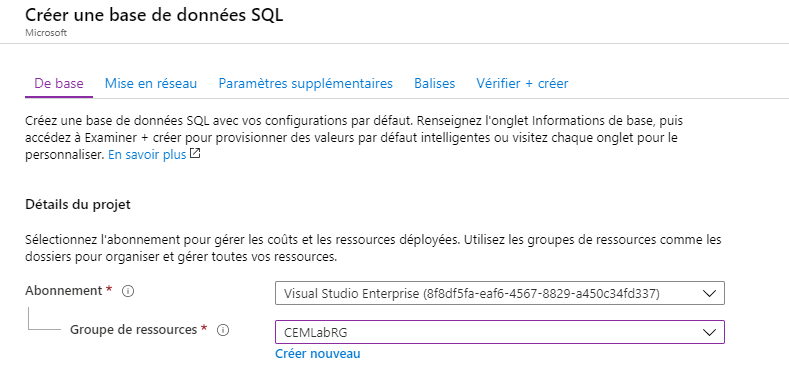 Créer une base de données SQL
Microsoft
De base Mise en réseau Paramètres supplémentaires Balises Vérifier + créer
Créez une base de données SQL avec vos configurations par défaut. Renseignez l'onglet Informations de base, puis
accédez à Examiner + créer pour provisionner des valeurs par défaut intelligentes ou visitez chaque onglet pour le
personnaliser. En savoir plus
Détails du projet
Sélectionnez l'abonnement pour gérer les coûts et les ressources déployées. Utilisez les groupes de ressources comme les
dossiers pour organiser et gérer toutes vos ressources.
Abonnement * Visual Studio Enterprise (8f8df5fa-eaf6-4567-8829-a450c34fd337)
Groupe de ressources * CEMLabRG
Créer nouveau